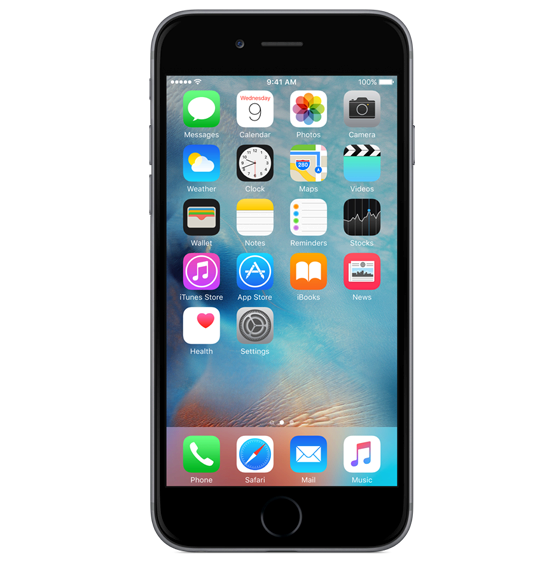 9:41 AM 100%
Wednesday
9
280
Messages Calendar Photos Camera
Weather Clock Maps Videos
Wallet Notes Reminders Stocks
iTunes Store App Store iBooks News
Health Settings
Phone Safari Mail Music